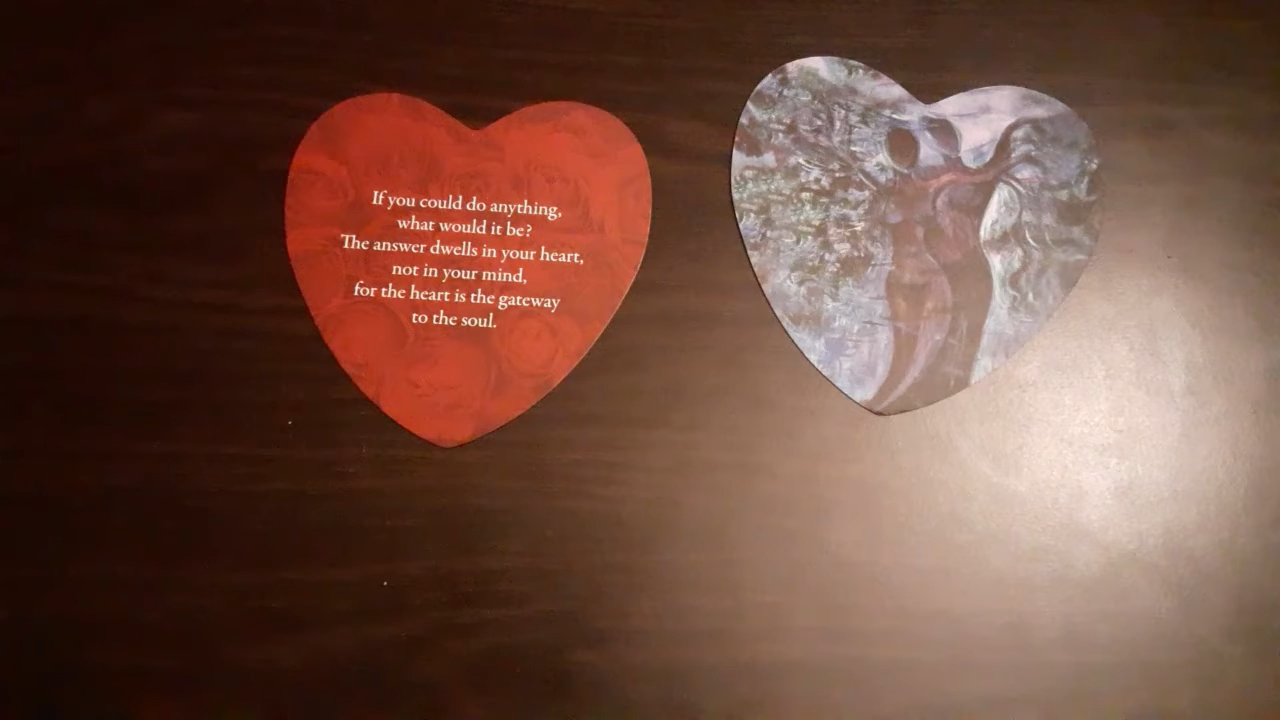 If you could do anything,
what would it be?
The answer dwells in your heart,
not in your mind,
for the heart is the gateway
to the soul.